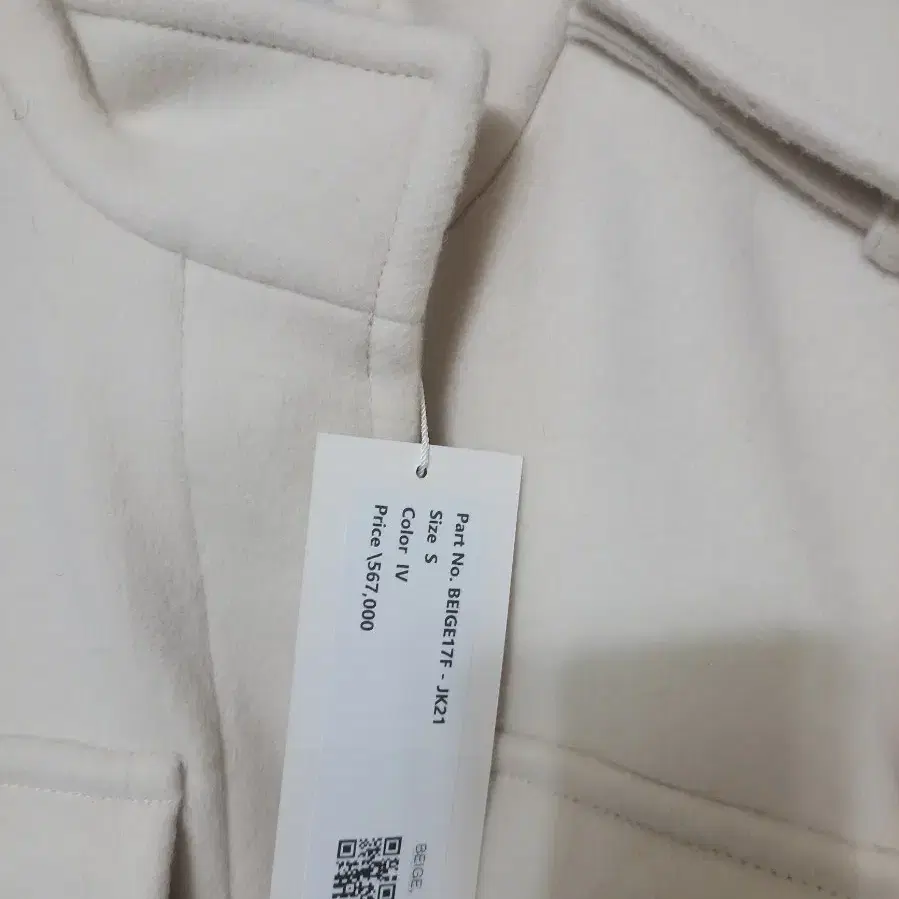 Part No. BEIGE17F - JK21
Size S
Color IV
Price \567,000
BEIGE,